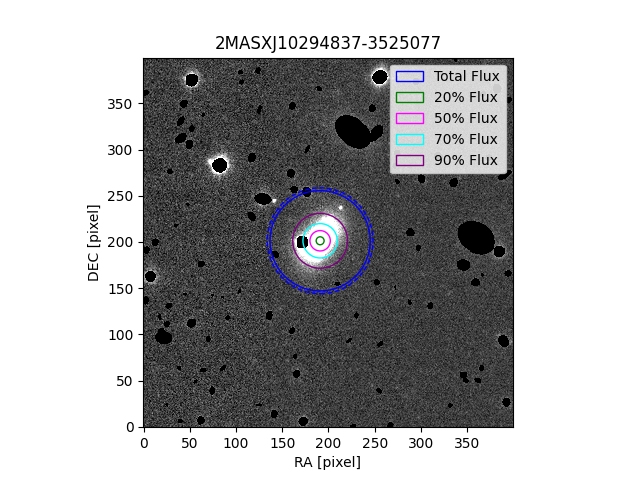 2MASXJ10294837-3525077
Total Flux
20% Flux
50% Flux
70% Flux
90% Flux
DEC [pixel]
350
300
250
200
150
100
50
0
0 50 100 150 200 250 300 350
RA [pixel]